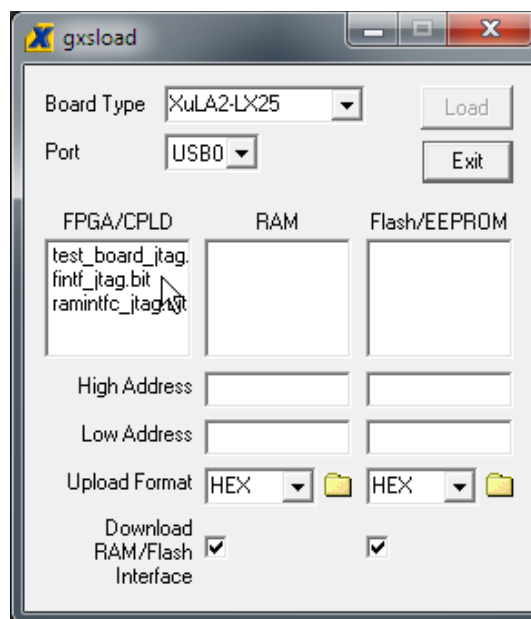 gxsload
Board Type XuLA2-LX25 Load
Port USB0 Exit
FPGA/CPLD RAM Flash/EEPROM
test_board_jtag.
fintf_jtag.bit
ramintfc_jtag.bit
High Address
Low Address
Upload Format HEX HEX
Download
RAM/Flash
Interface